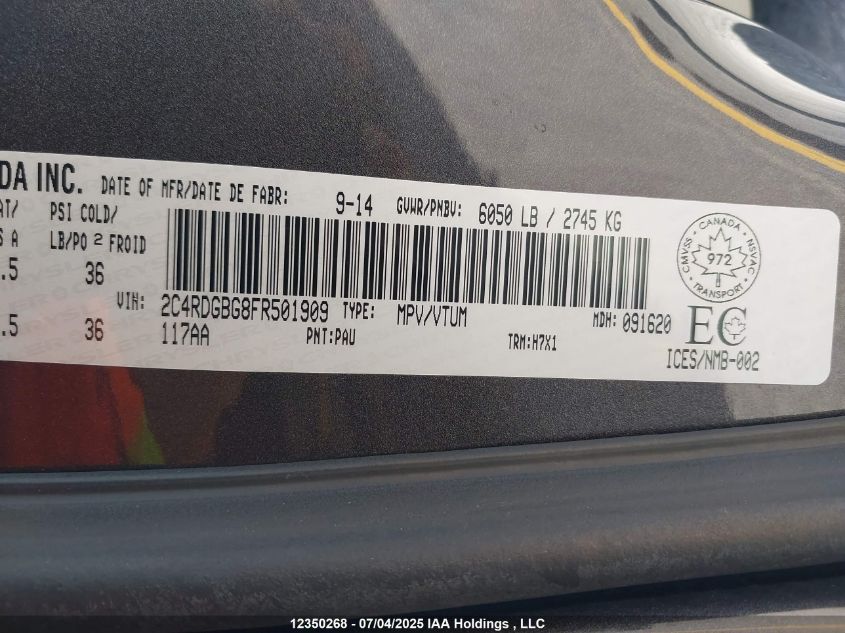 DA INC. DATE OF MFR/DATE DE FABR: 9-14 GVWR/PNBV: 6050 LB / 2745 KG
AT/ PSI COLD/
S A LB/PO 2 FROID
.5 36
VIN: 2C4RDGBG8FR501909 TYPE: MPV/VTUM MDH: 091620
.5 36 117AA PNT:PAU TRM:H7X1
CANADA
CMVSS NSVAC
972
TRANSPORT
EC
ICES/NMB-002
12350268 - 07/04/2025 IAA Holdings , LLC